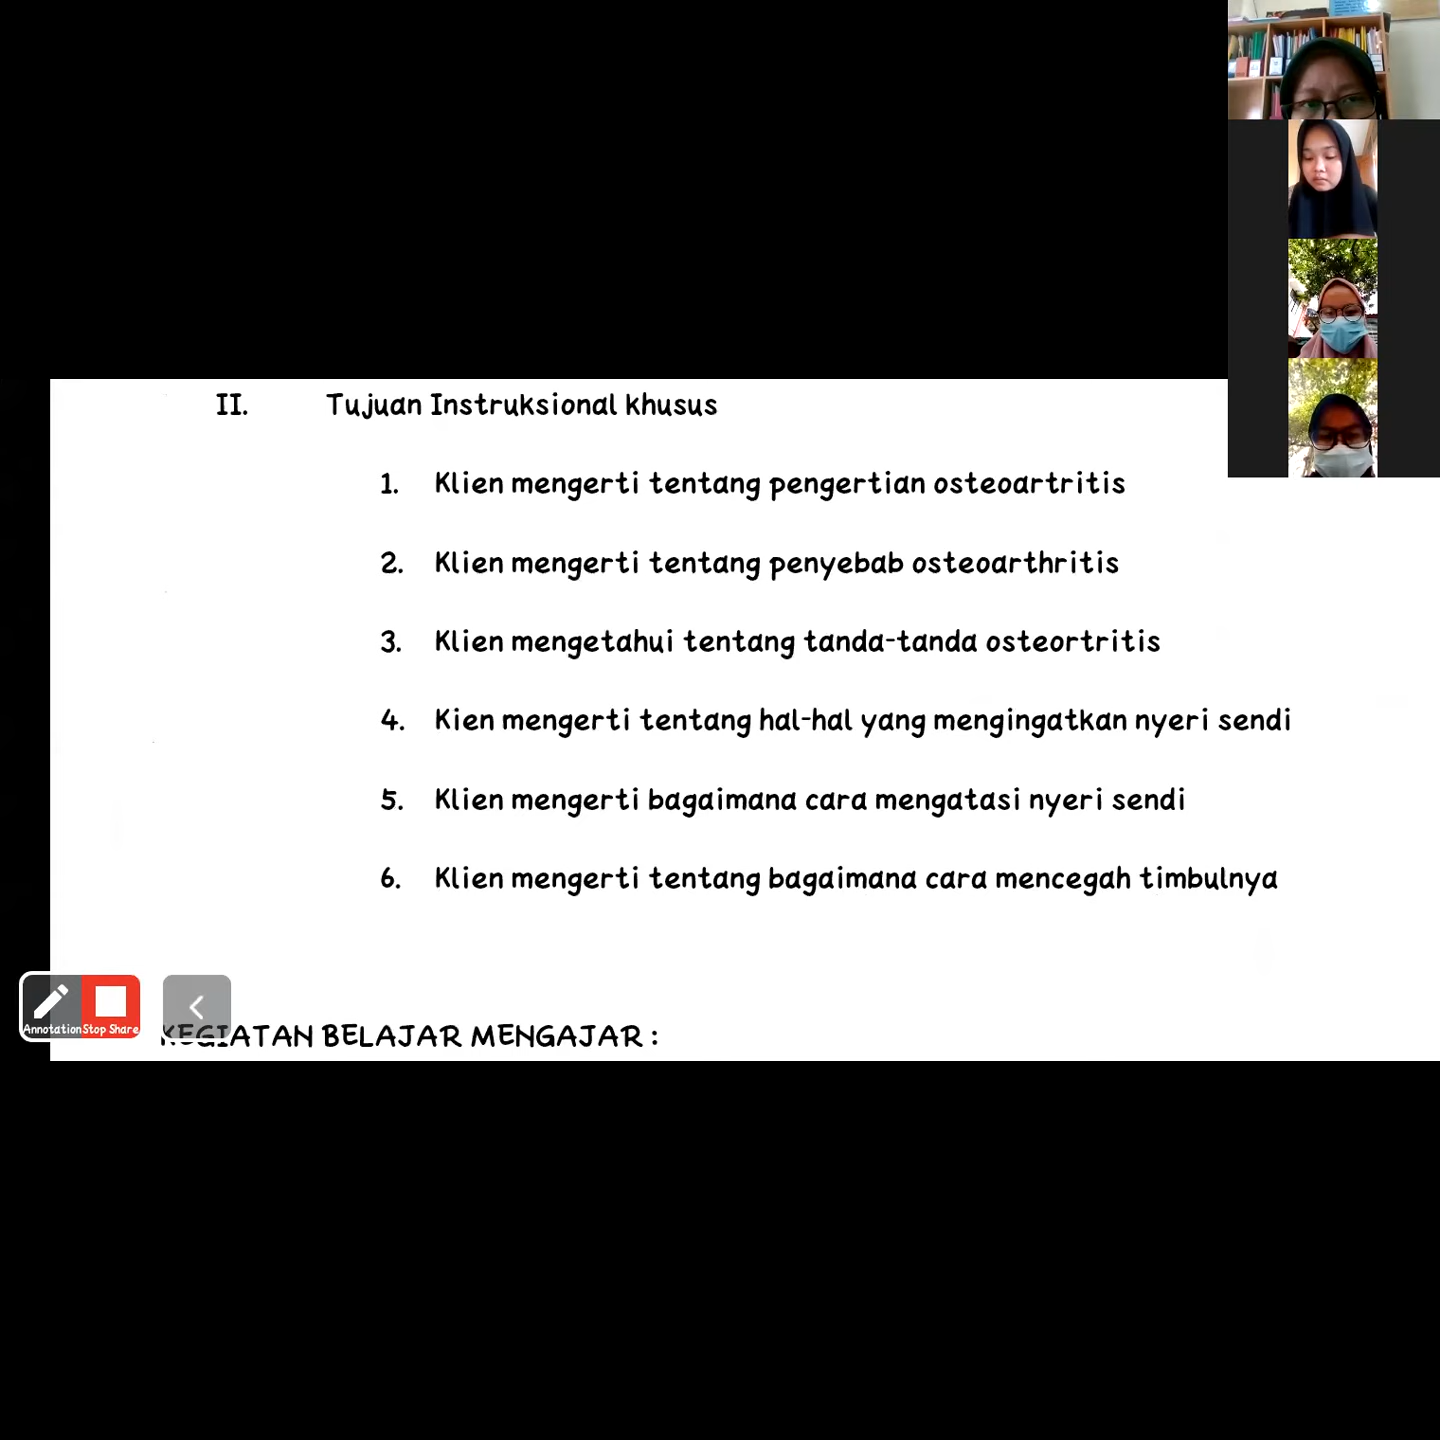 II. Tujuan Instruksional khusus
1. Klien mengerti tentang pengertian osteoartritis
2. Klien mengerti tentang penyebab osteoarthritis
3. Klien mengetahui tentang tanda-tanda osteortritis
4. Kien mengerti tentang hal-hal yang mengingatkan nyeri sendi
5. Klien mengerti bagaimana cara mengatasi nyeri sendi
6. Klien mengerti tentang bagaimana cara mencegah timbulnya
Annotation Stop Share
KEGIATAN BELAJAR MENGAJAR :